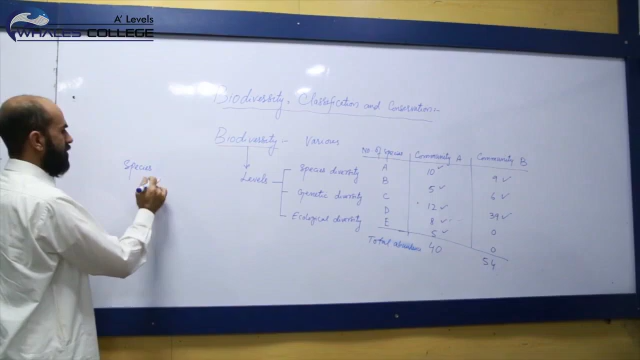 A' Levels
WHALES COLLEGE
Biodiversity, Classification and Conservation
Biodiversity - Various
Levels
Species diversity
Genetic diversity
Ecological diversity
Species
No. of species Community A Community B
A 10 ✓ 9 ✓
B 5 ✓ 6 ✓
C 12 ✓ 39 ✓
D 8 ✓ 0
E 5 ✓ 0
Total 40 54